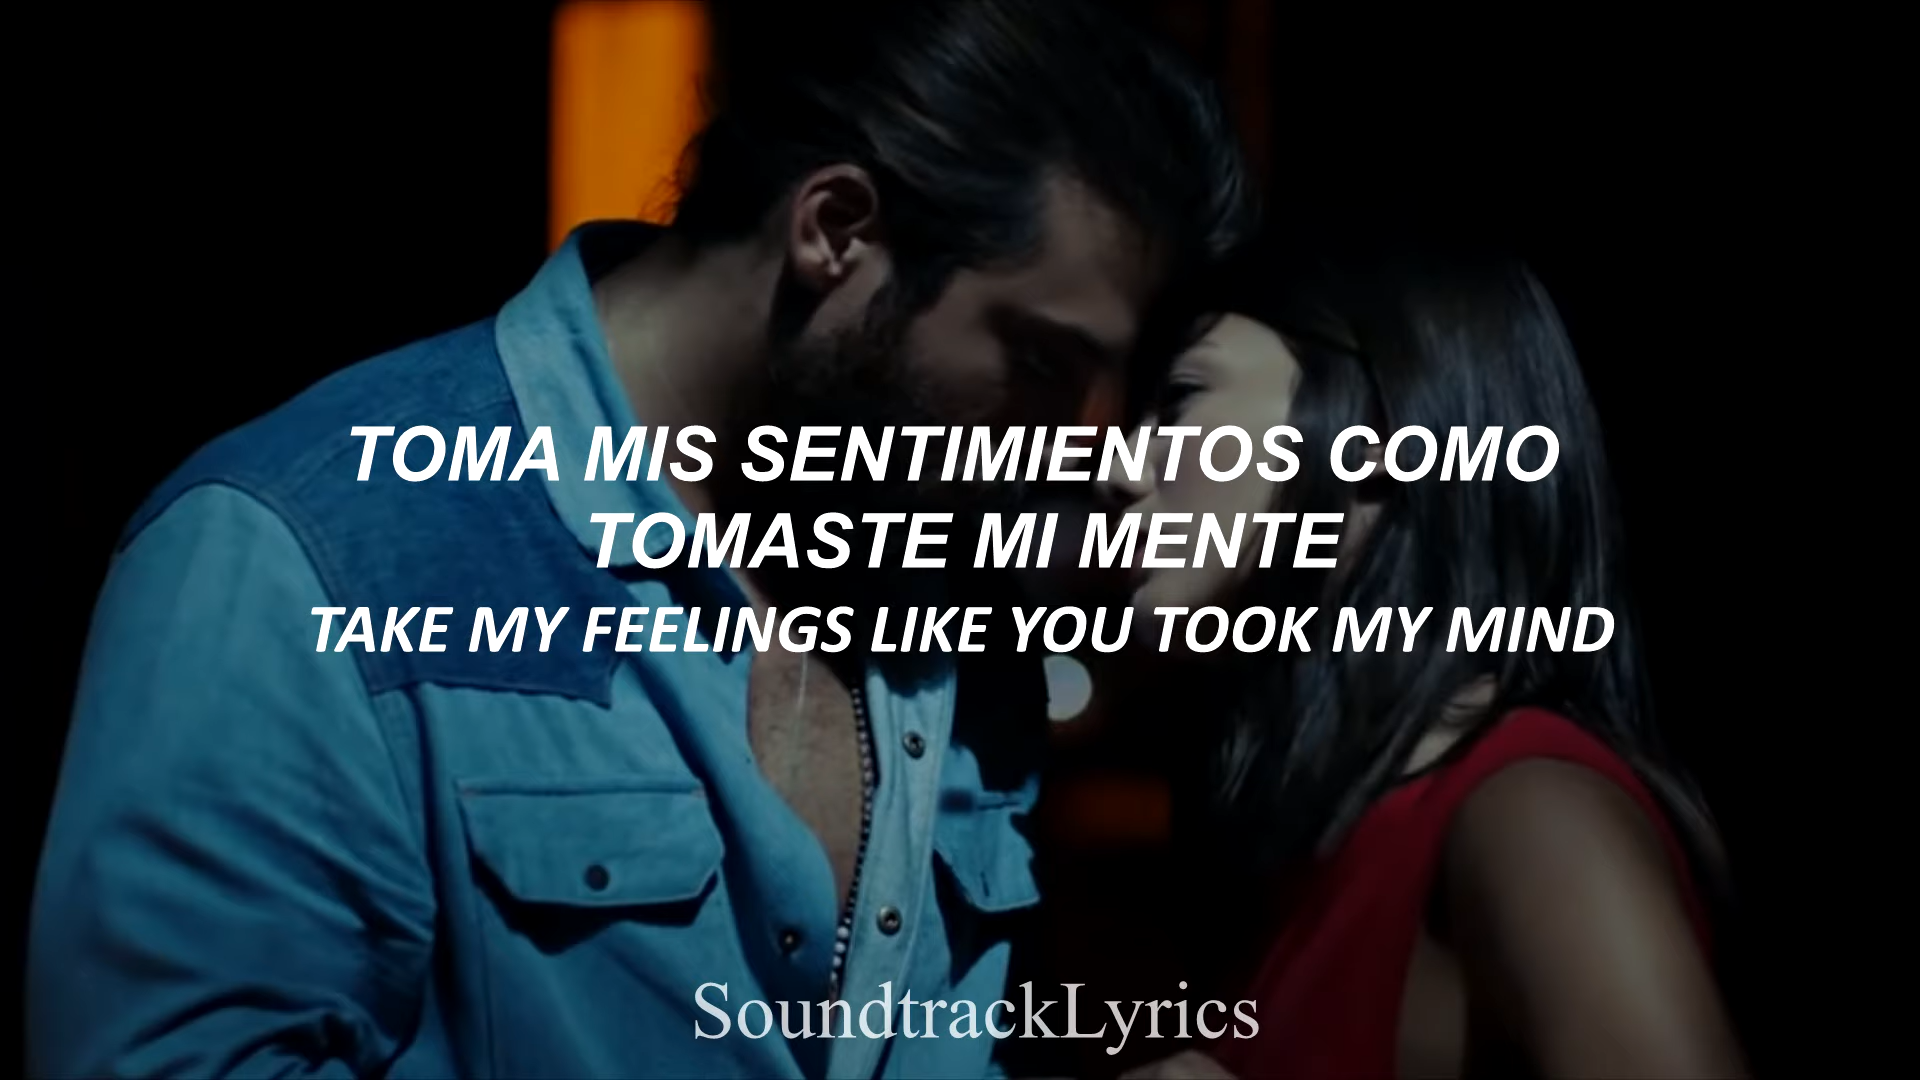 TOMA MIS SENTIMIENTOS COMO
TOMASTE MI MENTE
TAKE MY FEELINGS LIKE YOU TOOK MY MIND
SoundtrackLyrics